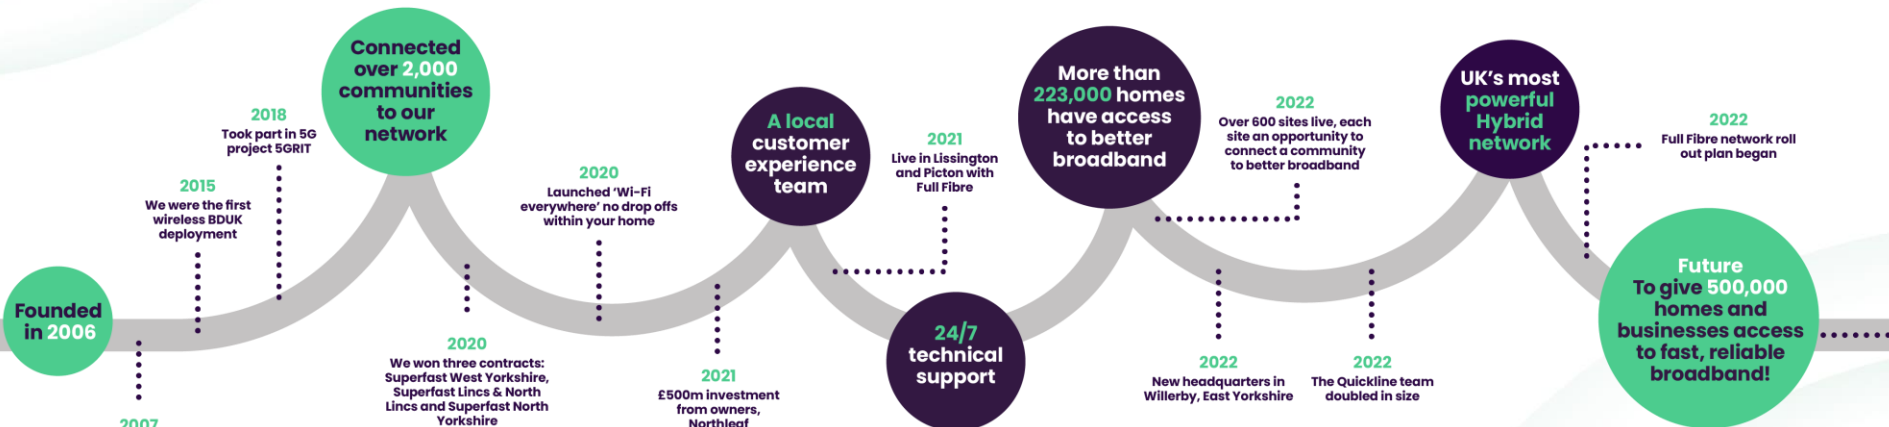 Founded
in 2006
2007
2015
We were the first
wireless BDUK
deployment
2018
Took part in 5G
project 5GRIT
Connected
over 2,000
communities
to our
network
2020
We won three contracts:
Superfast West Yorkshire,
Superfast Lincs & North
Lincs and Superfast North
Yorkshire
2020
Launched ‘Wi-Fi
everywhere’ no drop offs
within your home
2021
£500m investment
from owners,
Northleaf
A local
customer
experience
team
2021
Live in Lissington
and Picton with
Full Fibre
24/7
technical
support
More than
223,000 homes
have access
to better
broadband
2022
Over 600 sites live, each
site an opportunity to
connect a community
to better broadband
2022
New headquarters in
Willerby, East Yorkshire
2022
The Quickline team
doubled in size
UK’s most
powerful
Hybrid
network
2022
Full Fibre network roll
out plan began
Future
To give 500,000
homes and
businesses access
to fast, reliable
broadband!